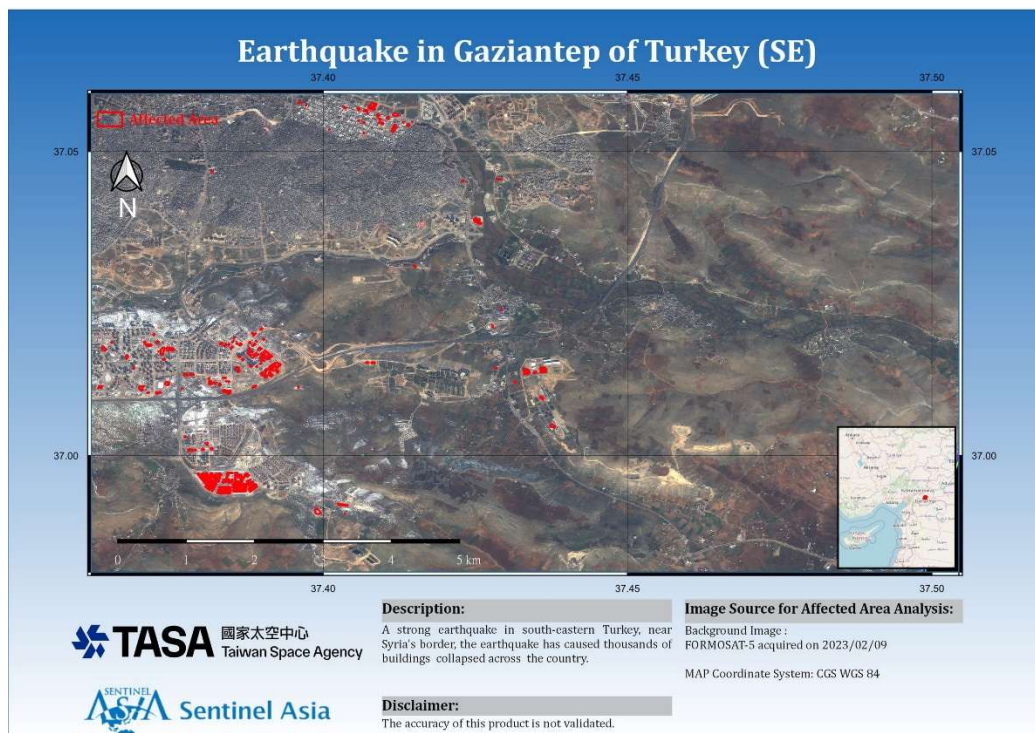 Earthquake in Gaziantep of Turkey (SE)
37.40
37.45
37.50
Affected Area
37.05
37.05
N
37.00
37.00
0
1
2
4
5 km
37.40
37.45
37.50
TASA 國家太空中心
Taiwan Space Agency
SENTINEL
ASIA
Sentinel Asia
Description:
A strong earthquake in south-eastern Turkey, near
Syria's border, the earthquake has caused thousands of
buildings collapsed across the country.
Disclaimer:
The accuracy of this product is not validated.
Image Source for Affected Area Analysis:
Background Image :
FORMOSAT-5 acquired on 2023/02/09
MAP Coordinate System: CGS WGS 84